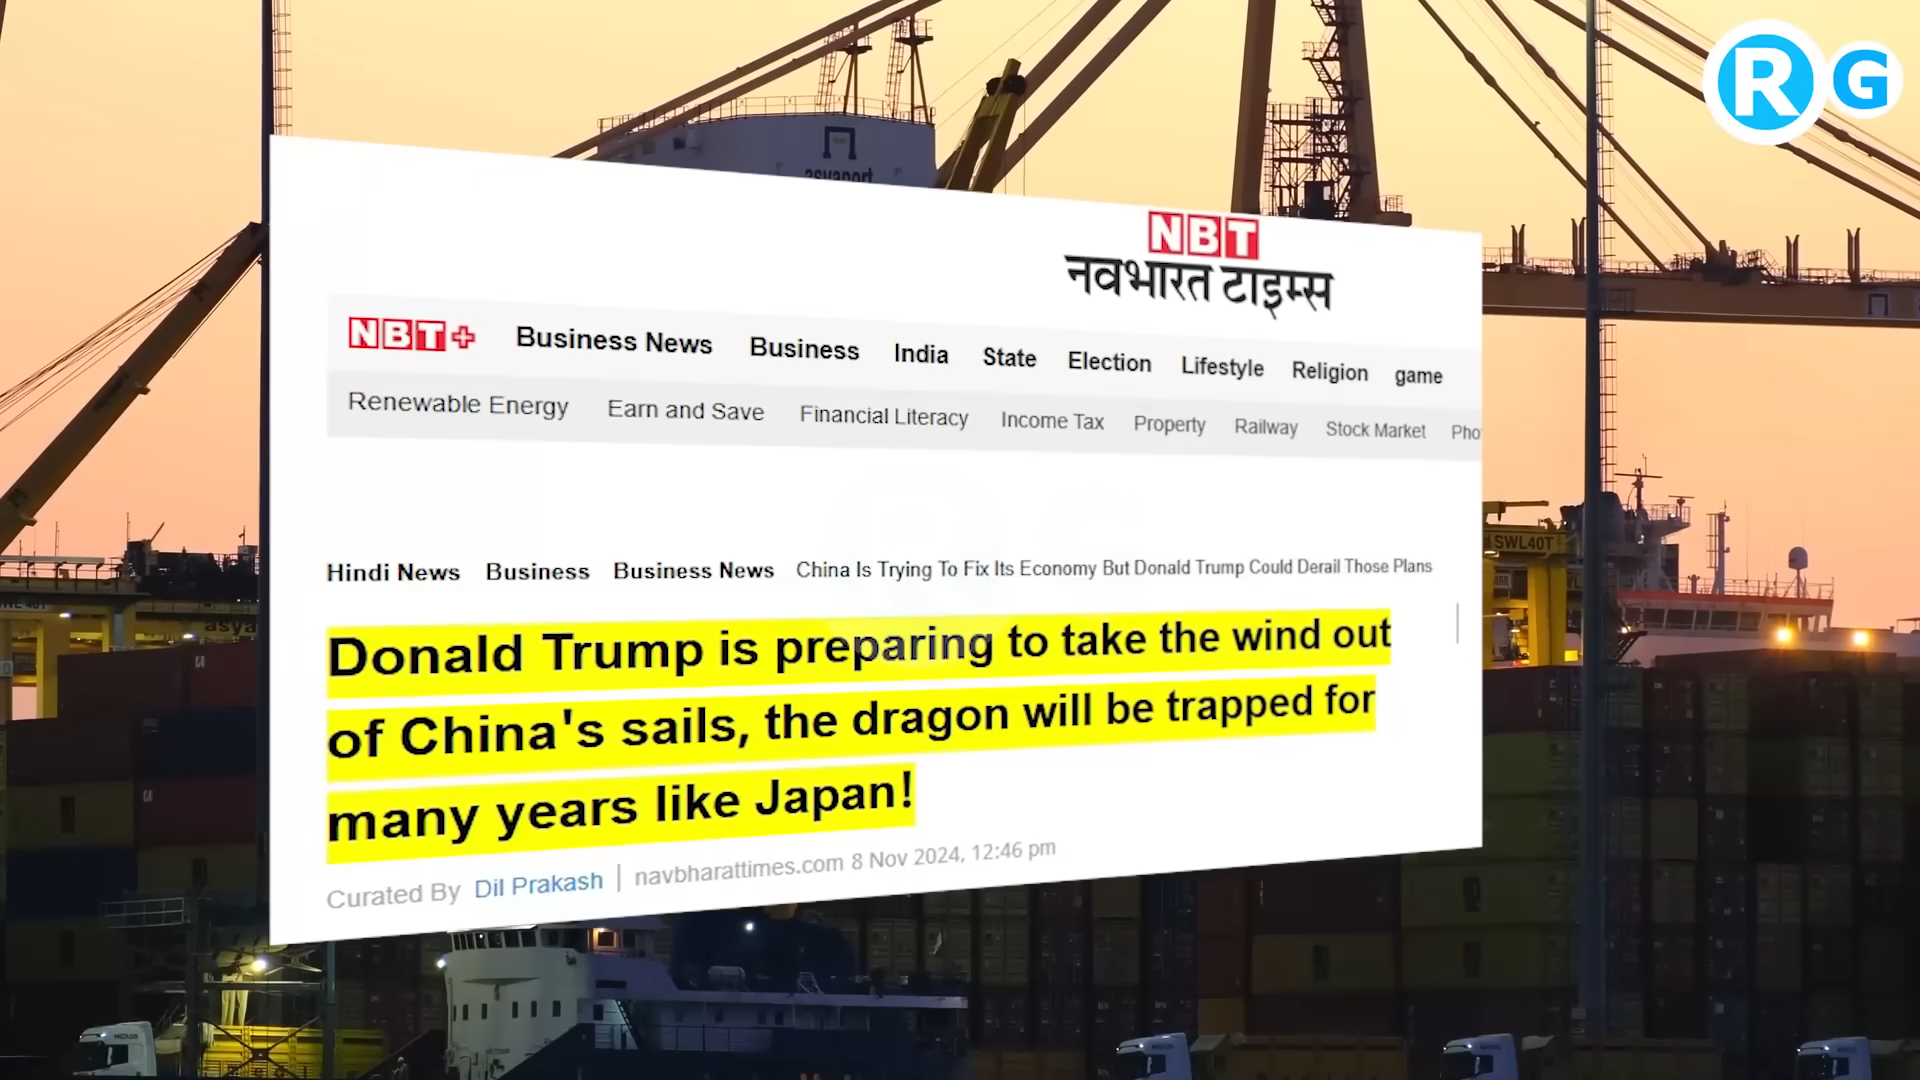 R G
asyaport
NBT
नवभारत टाइम्स
NBT+ Business News Business India State Election Lifestyle Religion game
Renewable Energy Earn and Save Financial Literacy Income Tax Property Railway Stock Market Pho
SWL40T
Hindi News Business Business News China Is Trying To Fix Its Economy But Donald Trump Could Derail Those Plans
Donald Trump is preparing to take the wind out
of China's sails, the dragon will be trapped for
many years like Japan!
Curated By Dil Prakash | navbharattimes.com 8 Nov 2024, 12:46 pm
asya